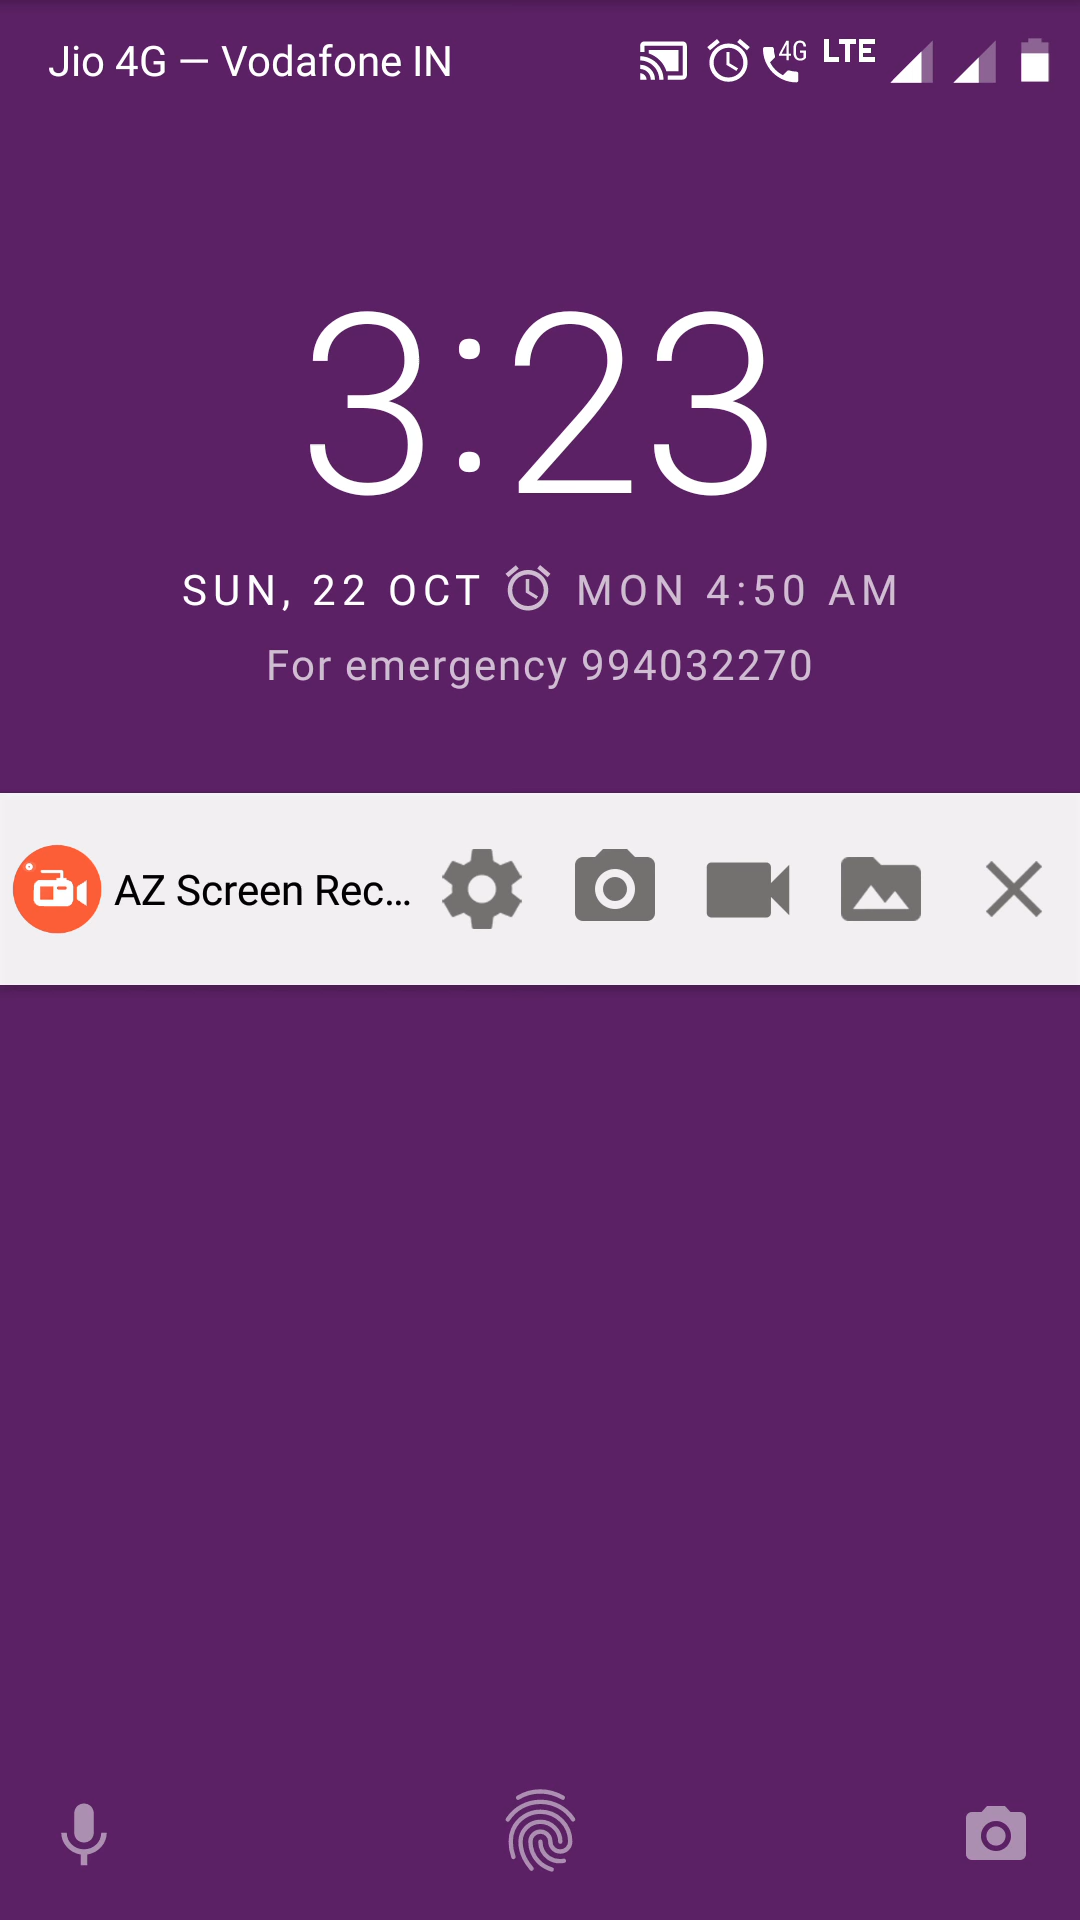 Jio 4G — Vodafone IN 4G LTE
3:23
SUN, 22 OCT MON 4:50 AM
For emergency 994032270
AZ Screen Rec...